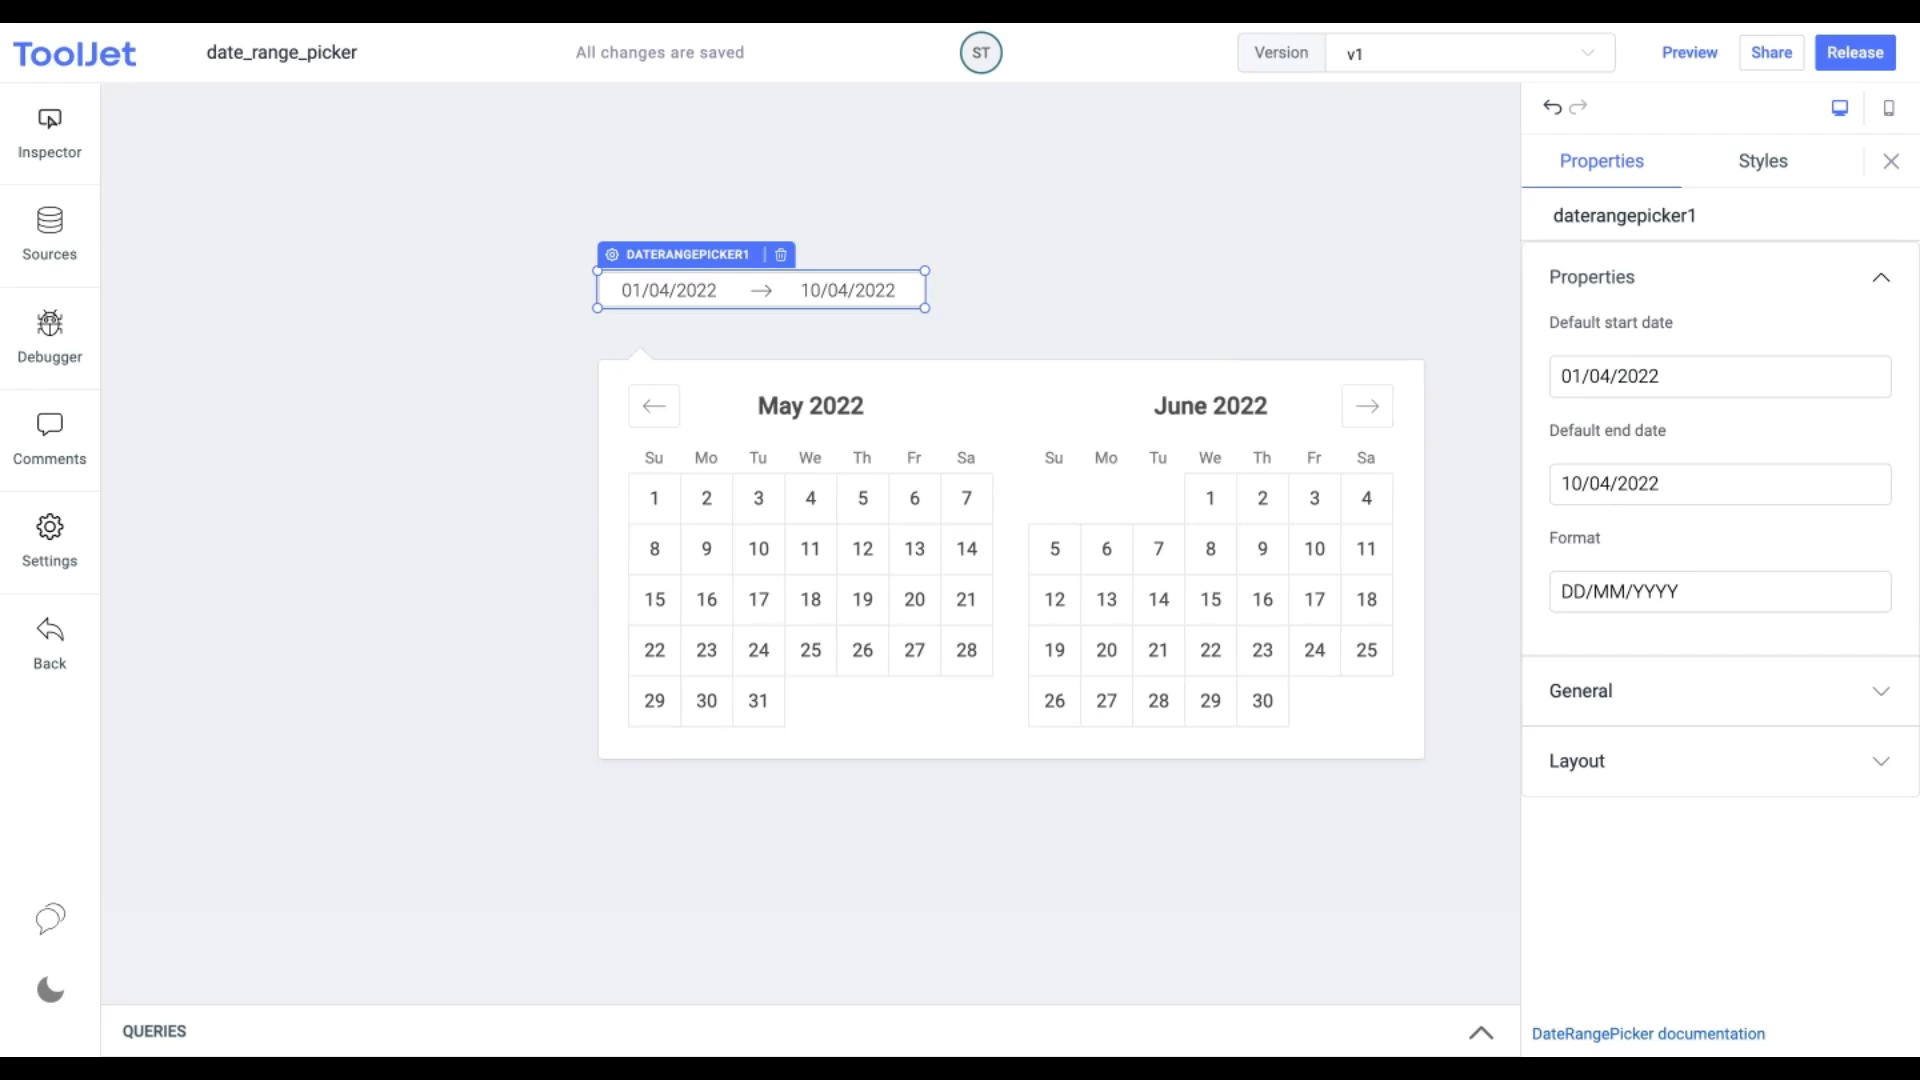 ToolJet
date_range_picker
All changes are saved
ST
Version
v1
Preview
Share
Release
Inspector
Sources
Debugger
Comments
Settings
Back
DATERANGEPICKER1
01/04/2022 → 10/04/2022
← May 2022
Su Mo Tu We Th Fr Sa
1 2 3 4 5 6 7
8 9 10 11 12 13 14
15 16 17 18 19 20 21
22 23 24 25 26 27 28
29 30 31
June 2022 →
Su Mo Tu We Th Fr Sa
1 2 3 4
5 6 7 8 9 10 11
12 13 14 15 16 17 18
19 20 21 22 23 24 25
26 27 28 29 30
Properties Styles
daterangepicker1
Properties
Default start date
01/04/2022
Default end date
10/04/2022
Format
DD/MM/YYYY
General
Layout
QUERIES
DateRangePicker documentation